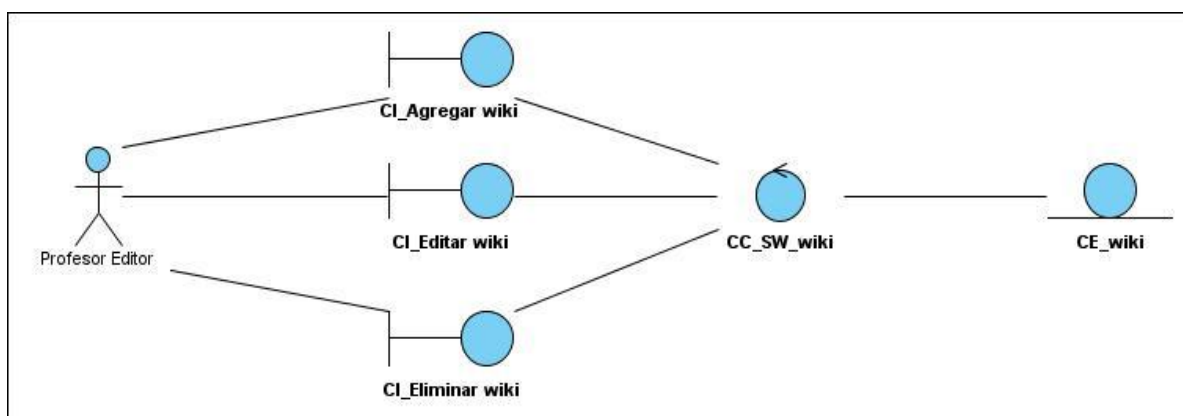 CI_Agregar wiki
Profesor Editor
CI_Editar wiki
CC_SW_wiki
CE_wiki
CI_Eliminar wiki